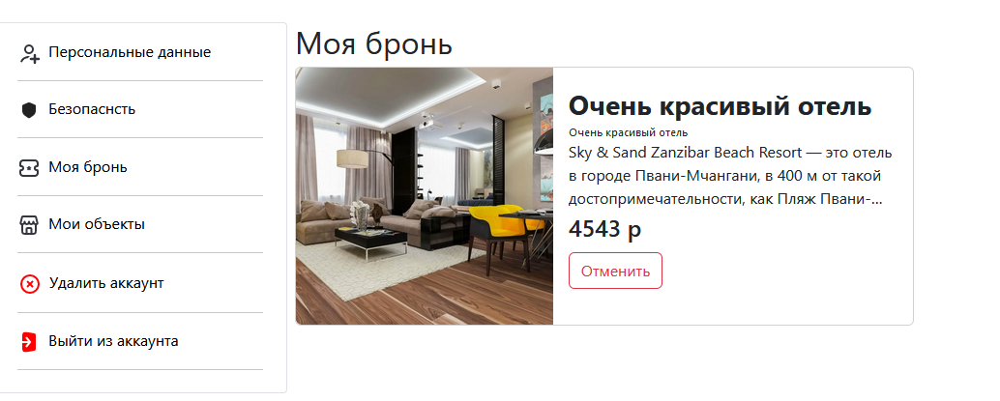 Персональные данные
Безопаснсть
Моя бронь
Мои объекты
Удалить аккаунт
Выйти из аккаунта
Моя бронь
Очень красивый отель
Очень красивый отель
Sky & Sand Zanzibar Beach Resort — это отель
в городе Пвани-Мчангани, в 400 м от такой
достопримечательности, как Пляж Пвани-...
4543 р
Отменить